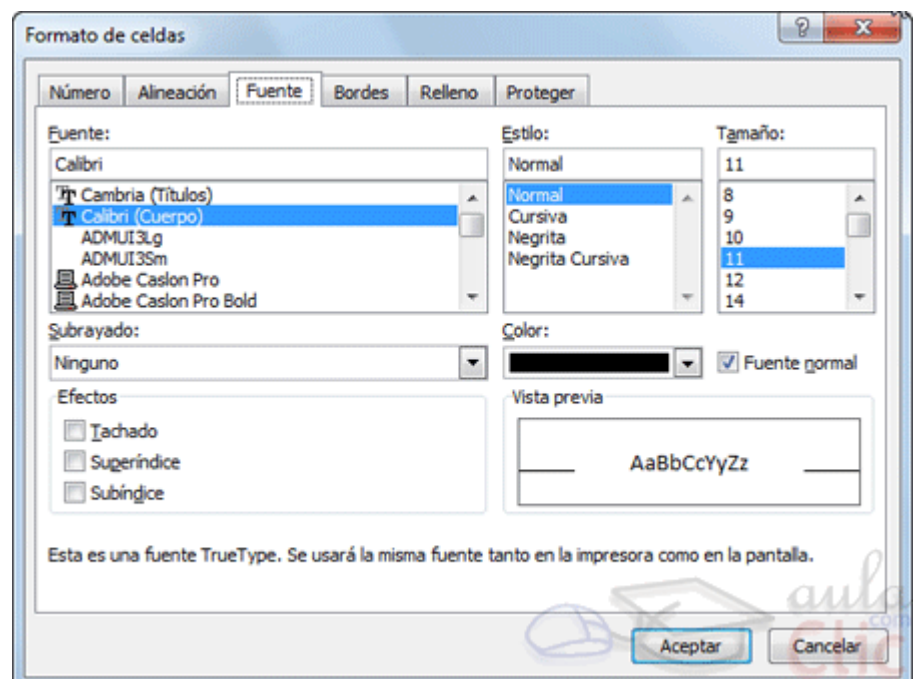 Formato de celdas
Número Alineación Fuente Bordes Relleno Proteger
Fuente: Estilo: Tamaño:
Calibri Normal 11
Cambria (Títulos) Normal 8
Calibri (Cuerpo) Cursiva 9
ADMUI3Lg Negrita 10
ADMUI3Sm Negrita Cursiva 11
Adobe Caslon Pro 12
Adobe Caslon Pro Bold 14
Subrayado: Color:
Ninguno Fuente normal
Efectos Vista previa
Tachado
Superíndice AaBbCcYyZz
Subíndice
Esta es una fuente TrueType. Se usará la misma fuente tanto en la impresora como en la pantalla.
aula
.com
Clic
Aceptar Cancelar